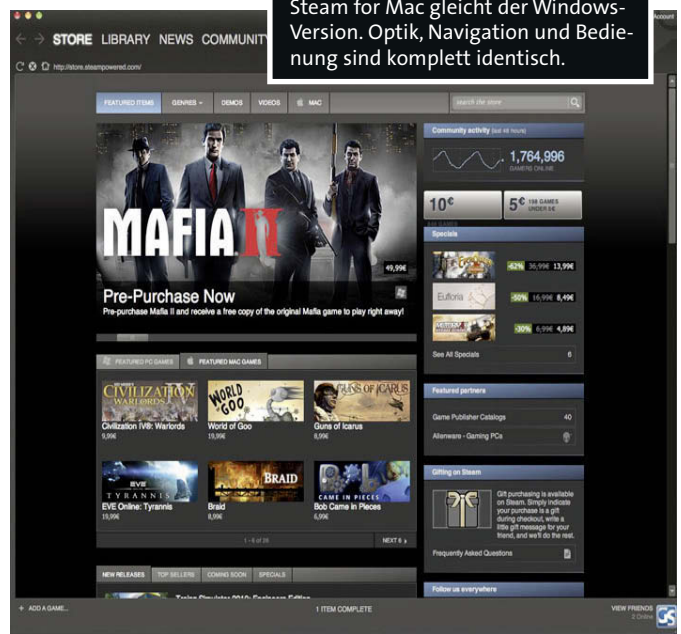 Steam for Mac gleicht der Windows-
Version. Optik, Navigation und Bedie-
nung sind komplett identisch.
Account
STORE LIBRARY NEWS COMMUNITY
http://store.steampowered.com/
FEATURED ITEMS GENRES DEMOS VIDEOS MAC
search the store
Community activity (last 48 hours)
1,764,996
GAMERS ONLINE
10€
5€ 198 GAMES
UNDER 5€
MAFIA II
49,99€
Pre-Purchase Now
Pre-purchase Mafia II and receive a free copy of the original Mafia game to play right away!
Specials
-62% 36,99€ 13,99€
Eufloria
-50% 16,99€ 8,49€
-30% 6,99€ 4,89€
See All Specials 6
FEATURED PC GAMES FEATURED MAC GAMES
CIVILIZATION
WARLORDS
WORLD OF GOO
GUNS OF ICARUS
Civilization IV®: Warlords
9,99€
World of Goo
19,99€
Guns of Icarus
8,99€
EVE
TYRANNIS
BRAID
CAME IN PIECES
EVE Online: Tyrannis
19,99€
Braid
8,99€
Bob Came in Pieces
6,99€
1 - 6 of 26 NEXT 6
Featured partners
Game Publisher Catalogs 40
Alienware - Gaming PCs
Gifting on Steam
Gift purchasing is available
on Steam. Simply indicate
your purchase is a gift
during checkout, write a
little gift message for your
friend, and we'll do the rest.
Frequently Asked Questions
Follow us everywhere
NEW RELEASES TOP SELLERS COMING SOON SPECIALS
+ ADD A GAME...
1 ITEM COMPLETE
VIEW FRIENDS
2 Online